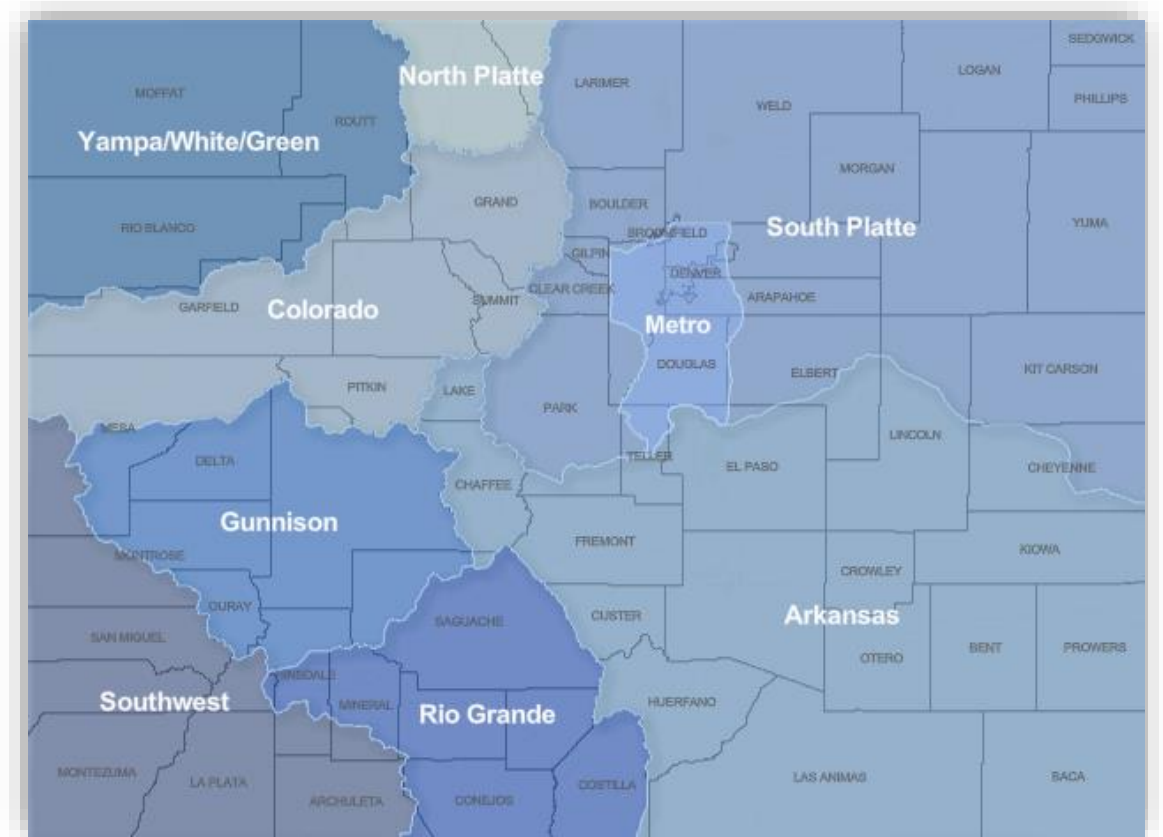 SEDGWICK
North Platte
LOGAN
LARIMER
MOFFAT
PHILLIPS
WELD
ROUTT
Yampa/White/Green
MORGAN
GRAND
BOULDER
YUMA
RIO BLANCO
South Platte
BROOMFIELD
GILPIN
DENVER
CLEAR CREEK
ARAPAHOE
SUMMIT
GARFIELD
Colorado
Metro
DOUGLAS
ELBERT
KIT CARSON
PITKIN
LAKE
PARK
MESA
LINCOLN
TELLER
DELTA
EL PASO
CHEYENNE
CHAFFEE
Gunnison
FREMONT
KIOWA
MONTROSE
CROWLEY
OURAY
CUSTER
Arkansas
SAGUACHE
SAN MIGUEL
BENT
PROWERS
OTERO
HINSDALE
Southwest
MINERAL
HUERFANO
Rio Grande
MONTEZUMA
LAS ANIMAS
BACA
LA PLATA
COSTILLA
ARCHULETA
CONEJOS